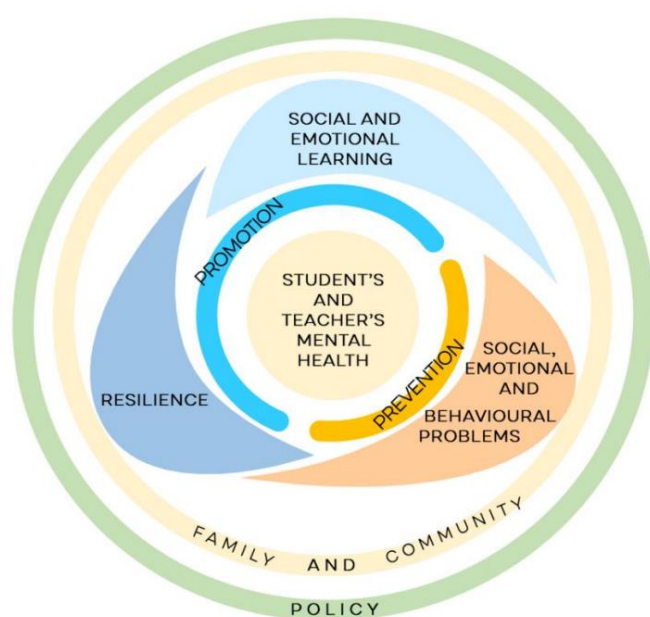 SOCIAL AND
EMOTIONAL
LEARNING
PROMOTION
STUDENT'S
AND
TEACHER'S
MENTAL
HEALTH
RESILIENCE
PREVENTION
SOCIAL,
EMOTIONAL
AND
BEHAVIOURAL
PROBLEMS
FAMILY AND COMMUNITY
POLICY